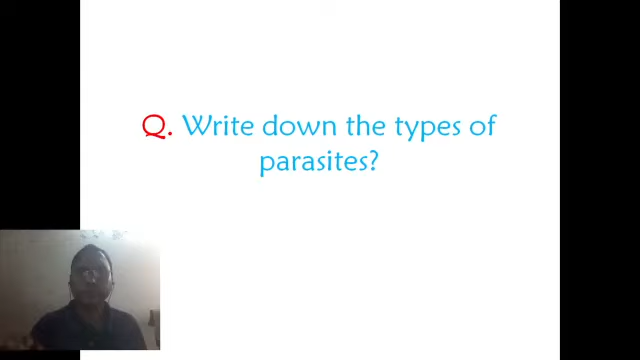 Q. Write down the types of
parasites?